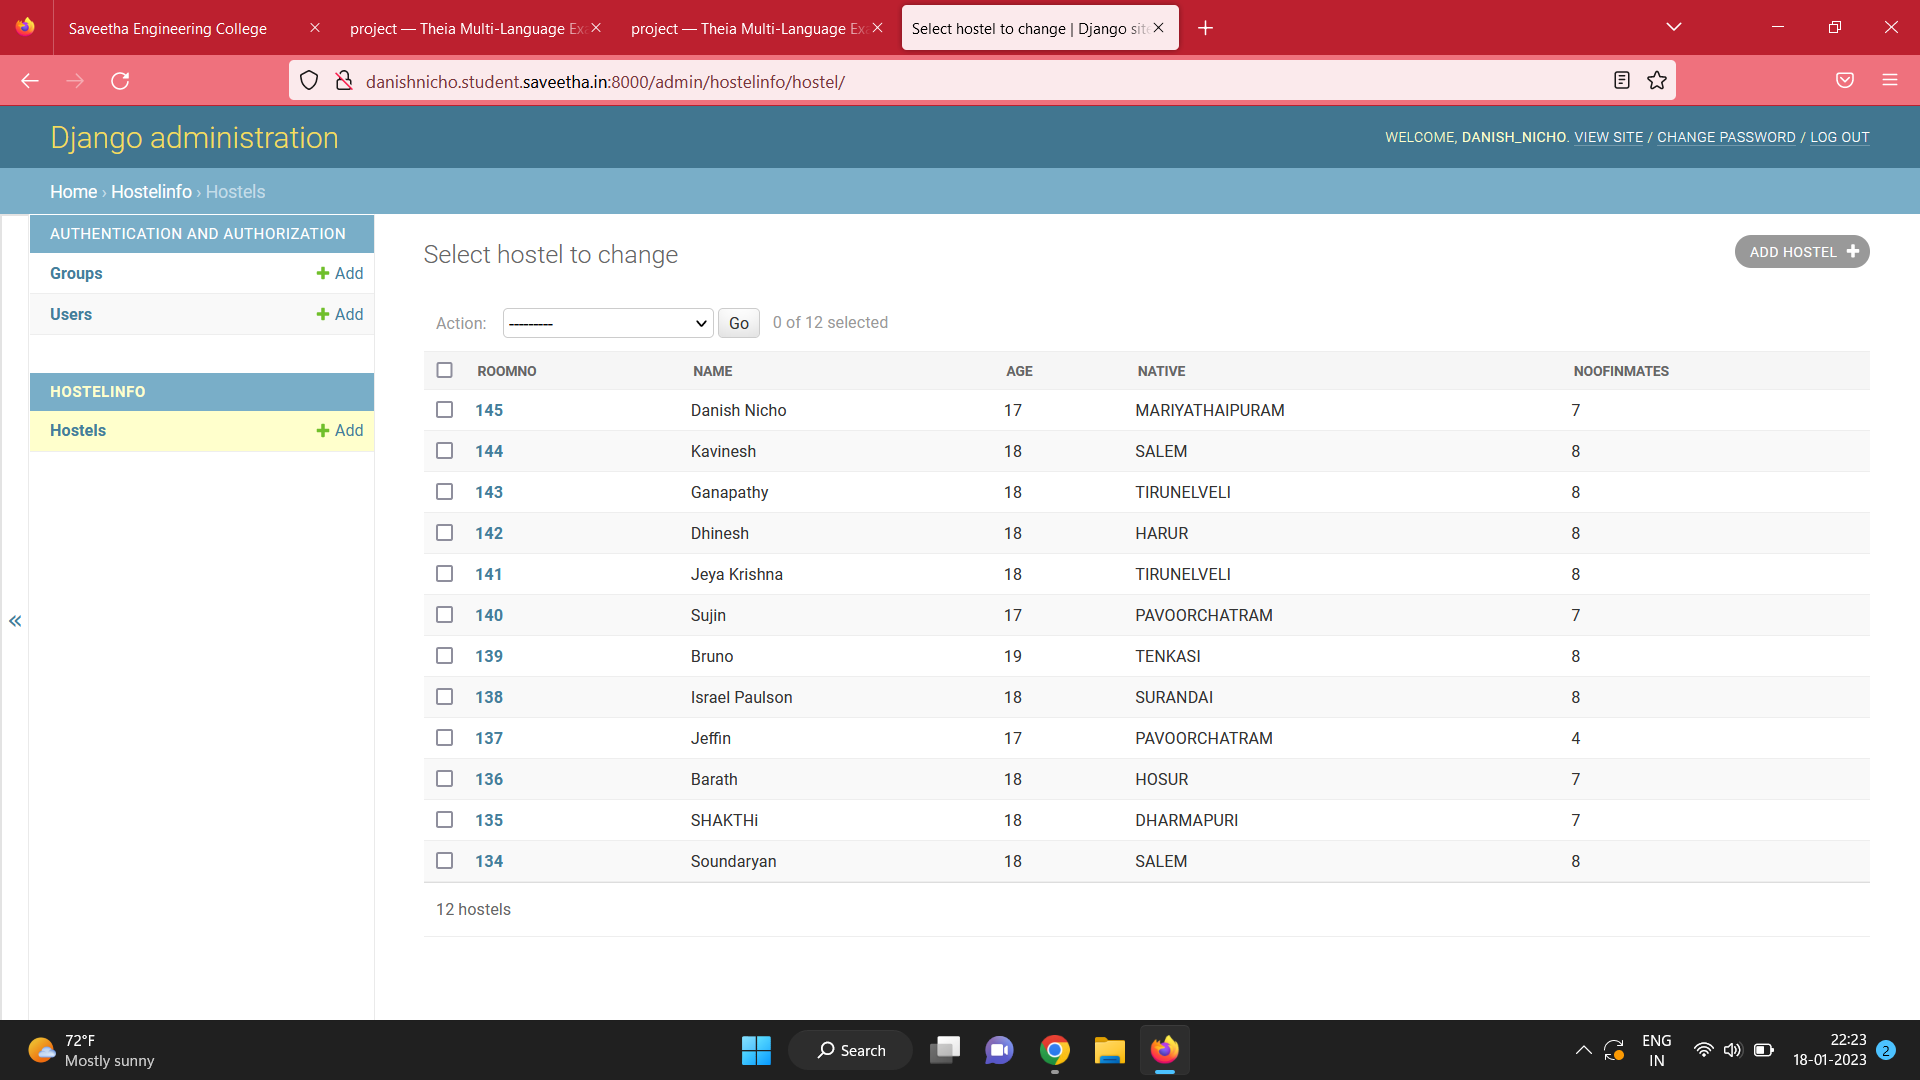 Saveetha Engineering College
project — Theia Multi-Language Ex
project — Theia Multi-Language Ex
Select hostel to change | Django sit
danishnicho.student.saveetha.in:8000/admin/hostelinfo/hostel/
Django administration
WELCOME, DANISH_NICHO. VIEW SITE / CHANGE PASSWORD / LOG OUT
Home › Hostelinfo › Hostels
AUTHENTICATION AND AUTHORIZATION
Groups Add
Users Add
HOSTELINFO
Hostels Add
Select hostel to change
ADD HOSTEL
Action: --------- Go 0 of 12 selected
ROOMNO NAME AGE NATIVE NOOFINMATES
145 Danish Nicho 17 MARIYATHAIPURAM 7
144 Kavinesh 18 SALEM 8
143 Ganapathy 18 TIRUNELVELI 8
142 Dhinesh 18 HARUR 8
141 Jeya Krishna 18 TIRUNELVELI 8
140 Sujin 17 PAVOORCHATRAM 7
139 Bruno 19 TENKASI 8
138 Israel Paulson 18 SURANDAI 8
137 Jeffin 17 PAVOORCHATRAM 4
136 Barath 18 HOSUR 7
135 SHAKTHi 18 DHARMAPURI 7
134 Soundaryan 18 SALEM 8
12 hostels
72°F
Mostly sunny
Search
ENG
IN
22:23
18-01-2023
2